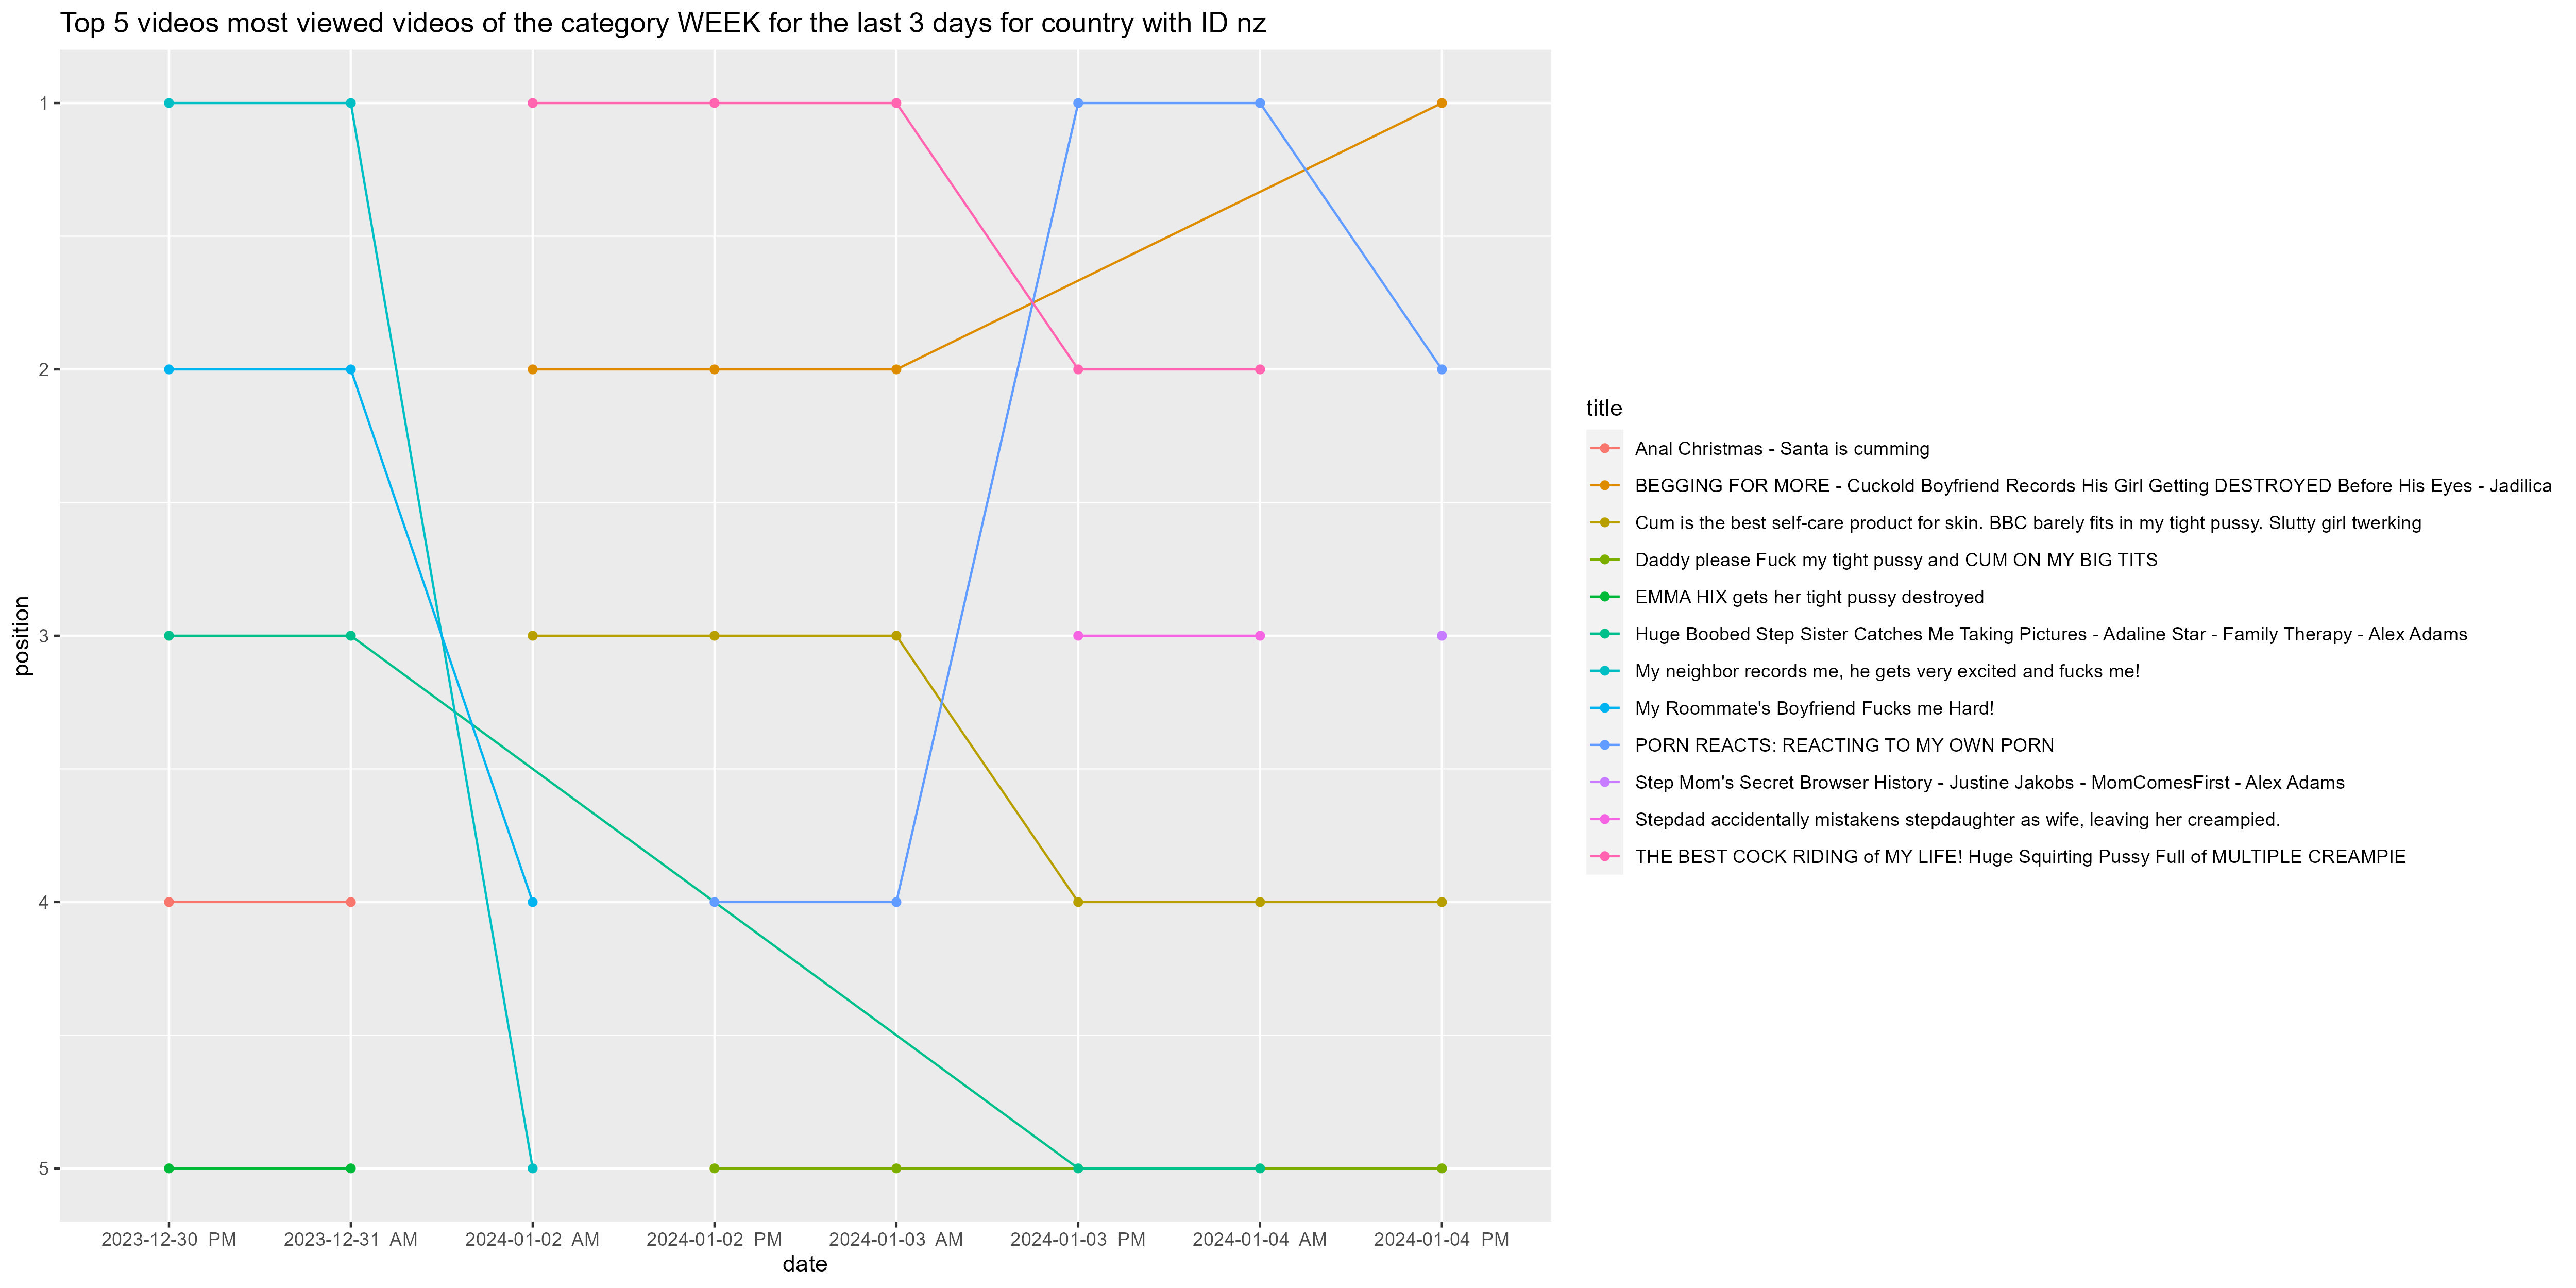 Top 5 videos most viewed videos of the category WEEK for the last 3 days for country with ID nz
position
1
2
3
4
5
2023-12-30 PM
2023-12-31 AM
2024-01-02 AM
2024-01-02 PM
2024-01-03 AM
2024-01-03 PM
2024-01-04 AM
2024-01-04 PM
date
title
Anal Christmas - Santa is cumming
BEGGING FOR MORE - Cuckold Boyfriend Records His Girl Getting DESTROYED Before His Eyes - Jadilica
Cum is the best self-care product for skin. BBC barely fits in my tight pussy. Slutty girl twerking
Daddy please Fuck my tight pussy and CUM ON MY BIG TITS
EMMA HIX gets her tight pussy destroyed
Huge Boobed Step Sister Catches Me Taking Pictures - Adaline Star - Family Therapy - Alex Adams
My neighbor records me, he gets very excited and fucks me!
My Roommate's Boyfriend Fucks me Hard!
PORN REACTS: REACTING TO MY OWN PORN
Step Mom's Secret Browser History - Justine Jakobs - MomComesFirst - Alex Adams
Stepdad accidentally mistakens stepdaughter as wife, leaving her creampied.
THE BEST COCK RIDING of MY LIFE! Huge Squirting Pussy Full of MULTIPLE CREAMPIE